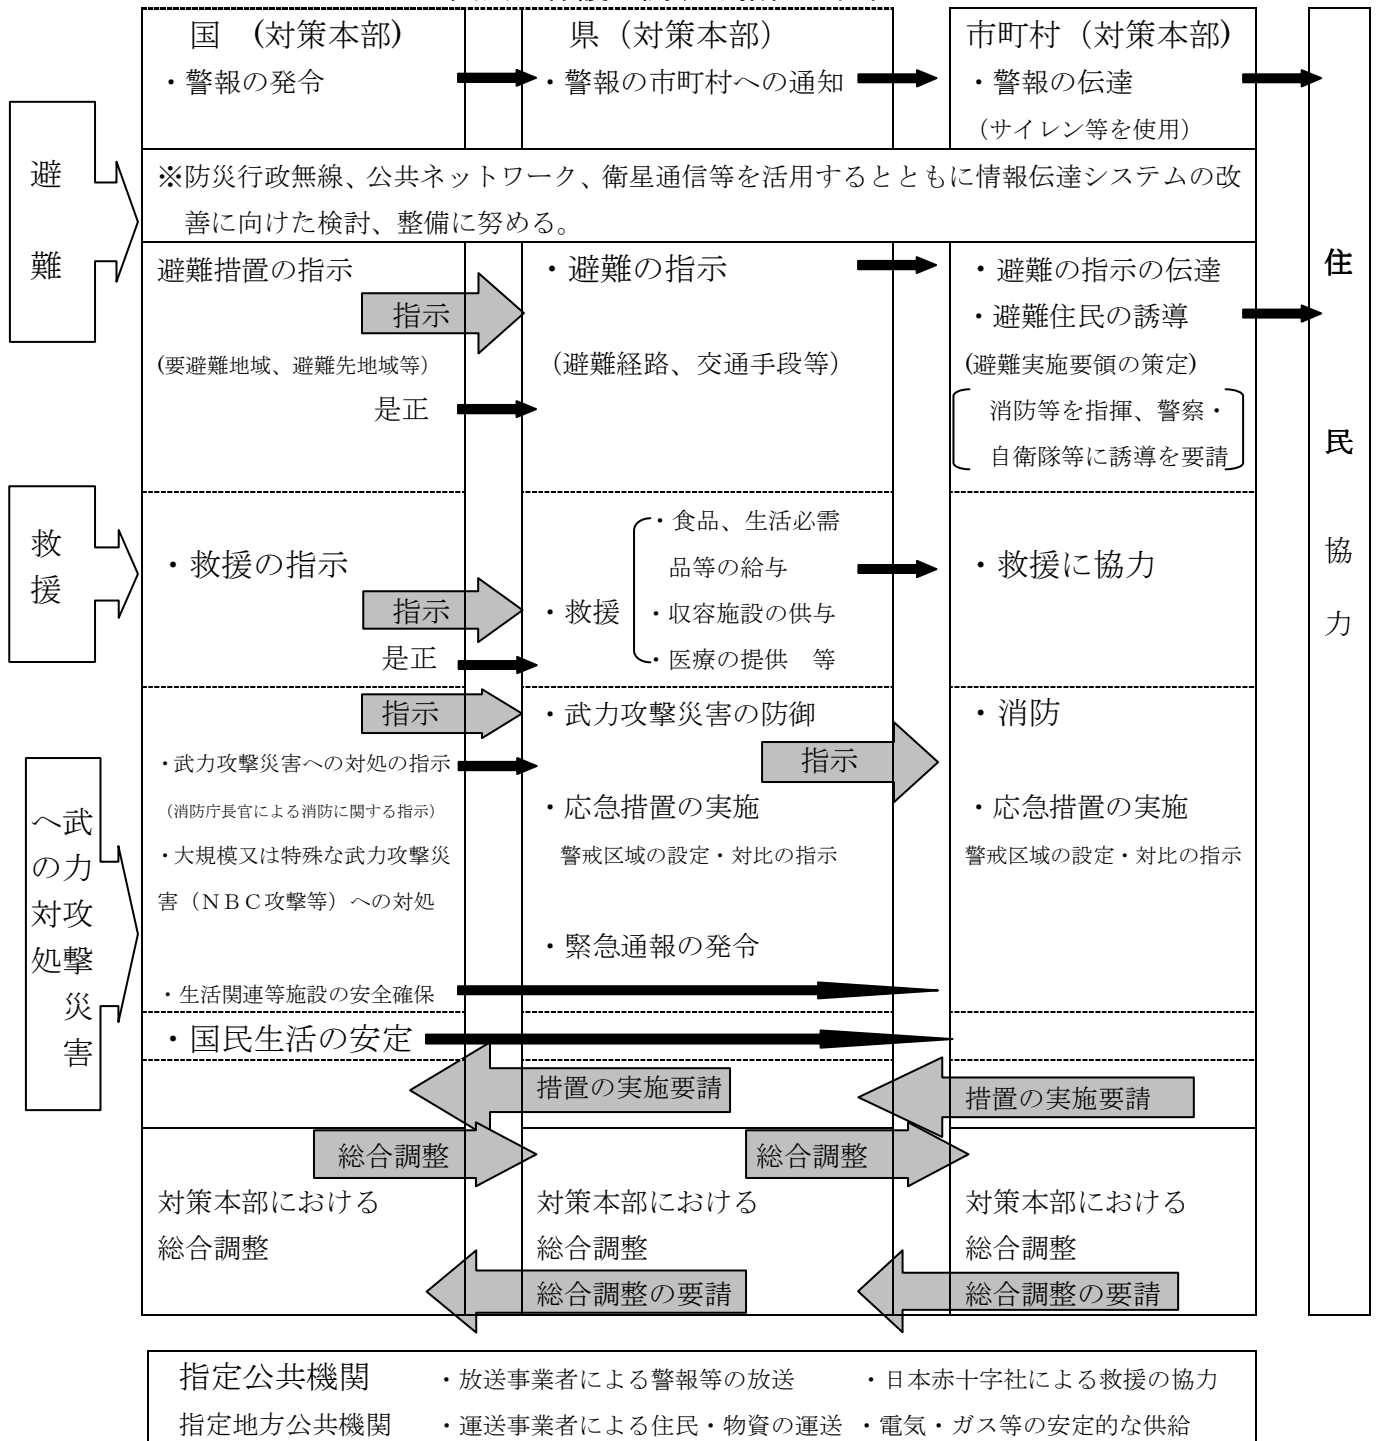 国 (対策本部)
県（対策本部）
市町村（対策本部)
・警報の発令
・警報の市町村への通知
・警報の伝達
（サイレン等を使用）
避難
※防災行政無線、公共ネットワーク、衛星通信等を活用するとともに情報伝達システムの改
善に向けた検討、整備に努める。
避難措置の指示
指示
(要避難地域、避難先地域等）
是正
・避難の指示
（避難経路、交通手段等）
・避難の指示の伝達
・避難住民の誘導
(避難実施要領の策定)
消防等を指揮、警察・
自衛隊等に誘導を要請
住民
協力
救援
・救援の指示
指示
是正
・救援
・食品、生活必需
品等の給与
・収容施設の供与
・医療の提供　等
・救援に協力
武力攻撃災害
への対処
指示
・武力攻撃災害への対処の指示
（消防庁長官による消防に関する指示）
・大規模又は特殊な武力攻撃災
害（ＮＢＣ攻撃等）への対処
・生活関連等施設の安全確保
・武力攻撃災害の防御
指示
・応急措置の実施
警戒区域の設定・対比の指示
・緊急通報の発令
・消防
・応急措置の実施
警戒区域の設定・対比の指示
・国民生活の安定
措置の実施要請
措置の実施要請
総合調整
総合調整
対策本部における
総合調整
対策本部における
総合調整
対策本部における
総合調整
総合調整の要請
総合調整の要請
指定公共機関
・放送事業者による警報等の放送
・日本赤十字社による救援の協力
指定地方公共機関
・運送事業者による住民・物資の運送
・電気・ガス等の安定的な供給